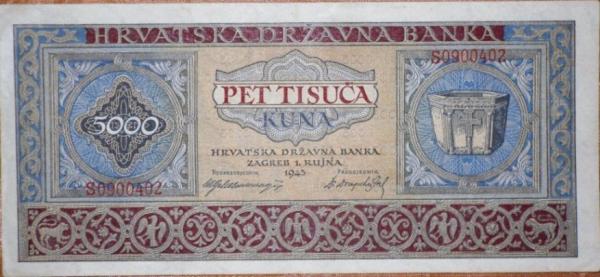 HRVATSKA DRŽAVNA BANKA
S0900402
PET TISUĆA
KUNA
5000
HRVATSKA DRŽAVNA BANKA
ZAGREB 1. RUJNA
1943
S0900402